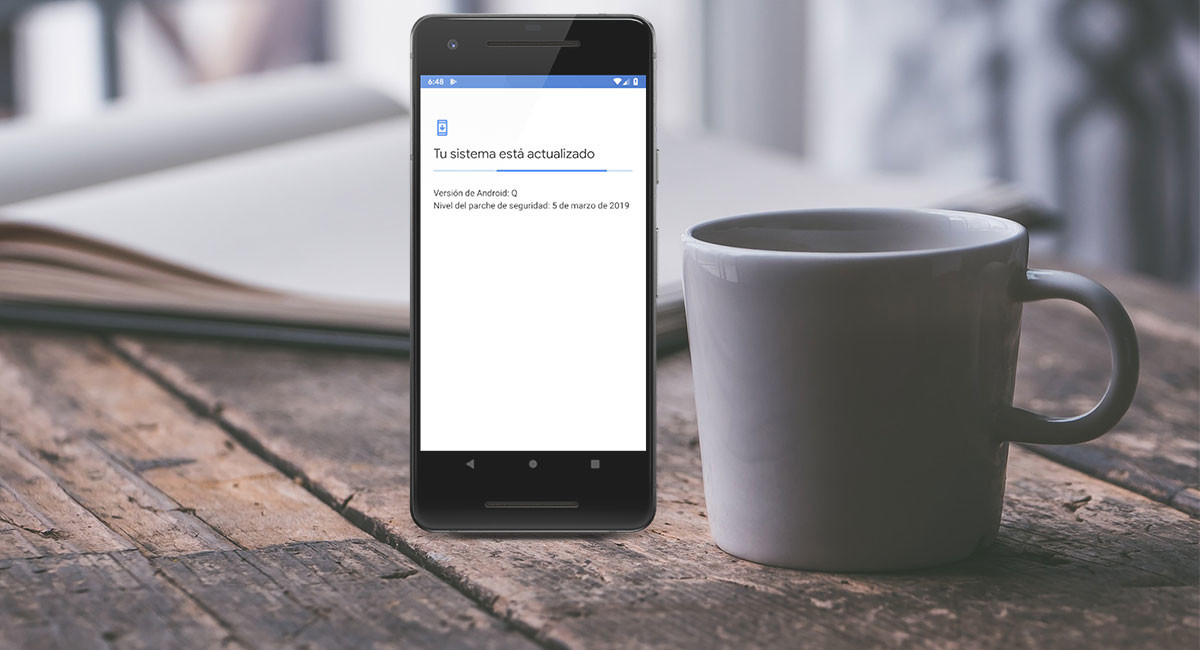 6:48
Tu sistema está actualizado
Versión de Android: Q
Nivel del parche de seguridad: 5 de marzo de 2019